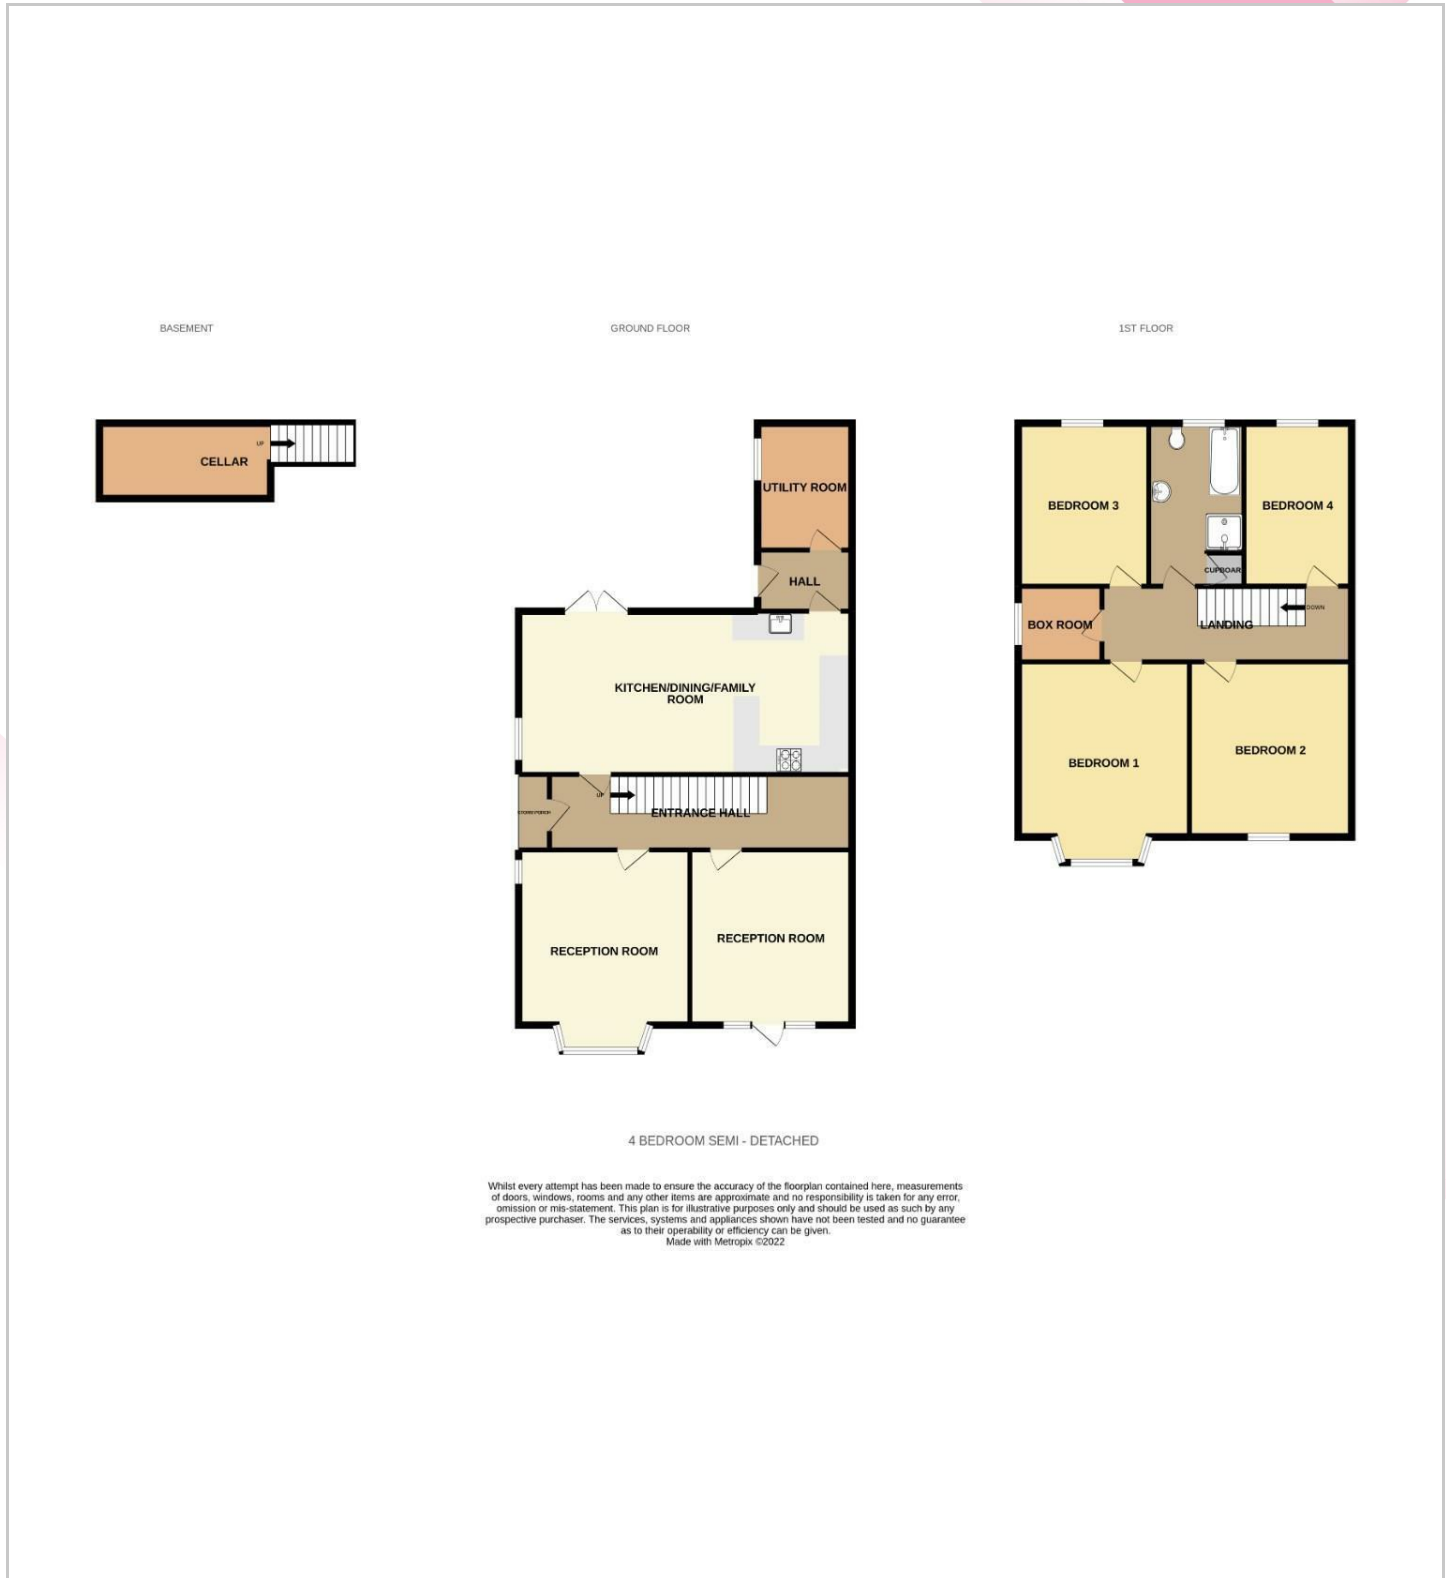 BASEMENT
GROUND FLOOR
1ST FLOOR
UP
CELLAR
UTILITY ROOM
HALL
KITCHEN/DINING/FAMILY
ROOM
UP
ENTRANCE HALL
RECEPTION ROOM
RECEPTION ROOM
BEDROOM 3
BEDROOM 4
CUPBOAR
DOWN
BOX ROOM
LANDING
BEDROOM 1
BEDROOM 2
4 BEDROOM SEMI - DETACHED
Whilst every attempt has been made to ensure the accuracy of the floorplan contained here, measurements
of doors, windows, rooms and any other items are approximate and no responsibility is taken for any error,
omission or mis-statement. This plan is for illustrative purposes only and should be used as such by any
prospective purchaser. The services, systems and appliances shown have not been tested and no guarantee
as to their operability or efficiency can be given.
Made with Metropix ©2022